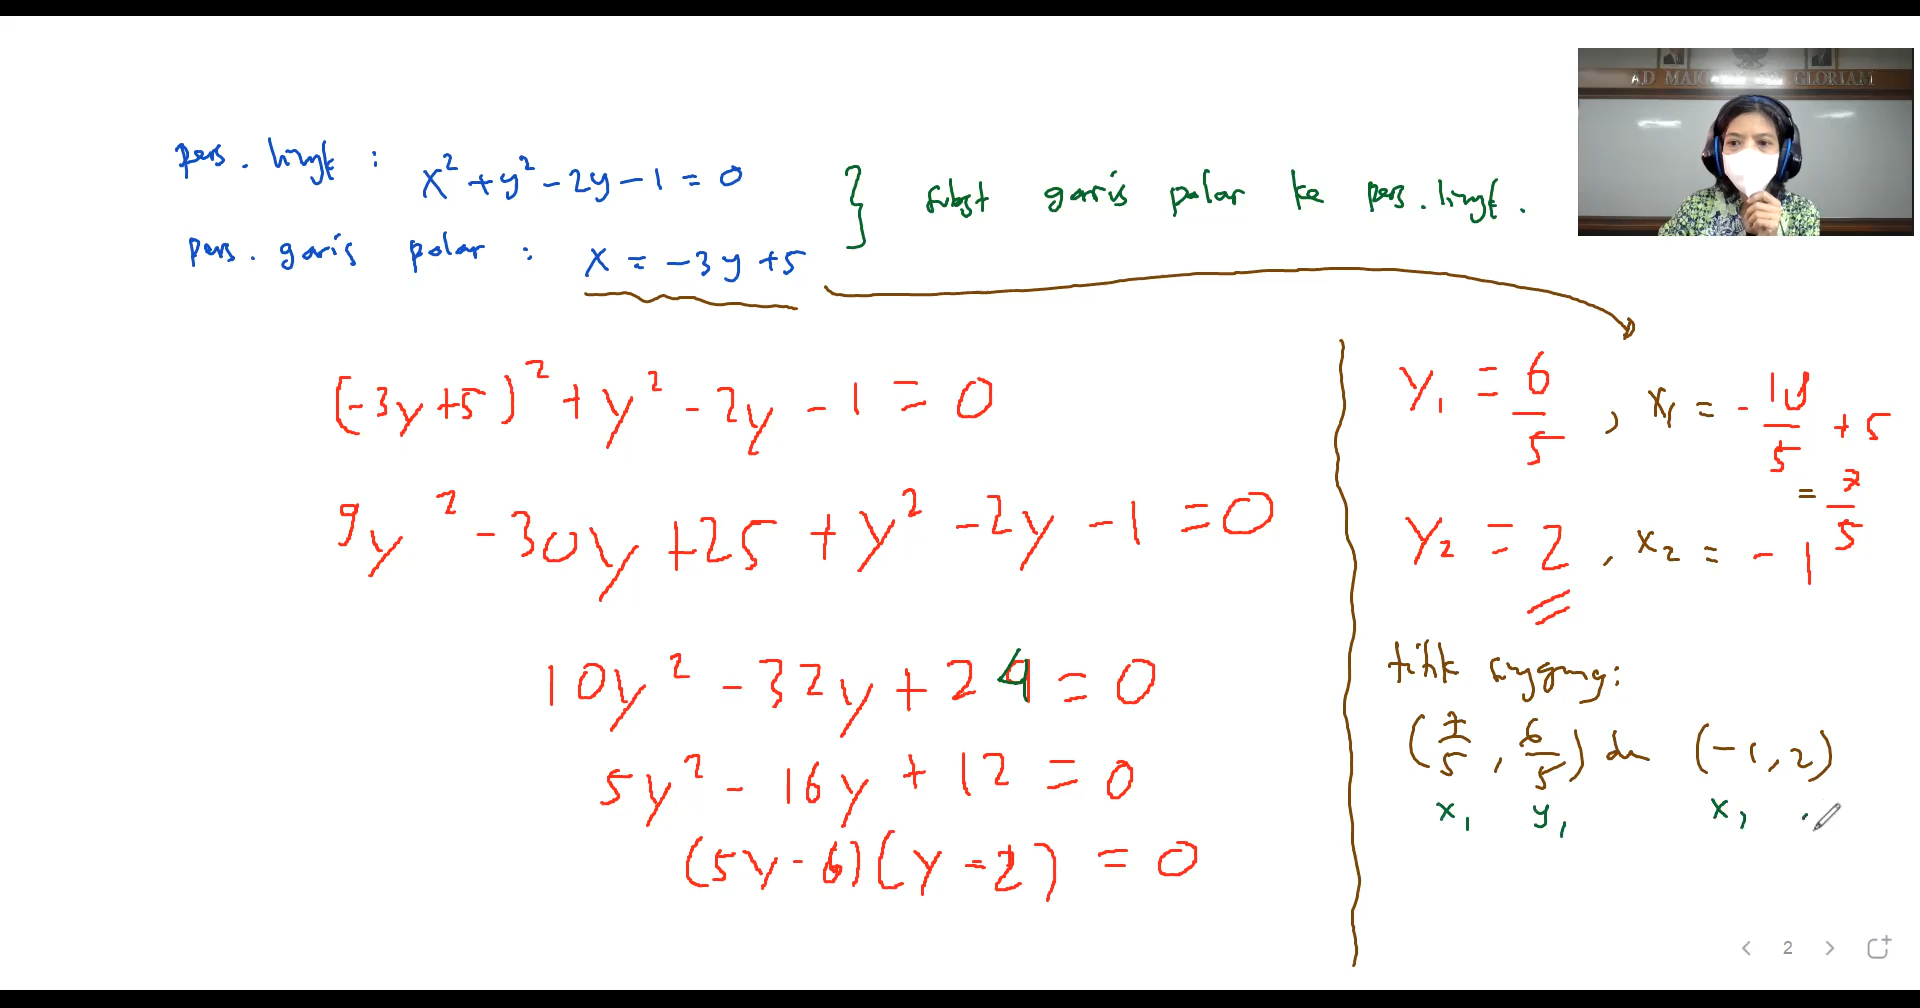 AD MAJO GLORIAM
pers. lingk : x² + y² - 2y - 1 = 0
} subst garis polar ke pers. lingk.
pers. garis polar : x = -3y + 5
(-3y+5)² + y² - 2y - 1 = 0
9y² - 30y + 25 + y² - 2y - 1 = 0
10y² - 32y + 24 = 0
5y² - 16y + 12 = 0
(5y - 6)(y - 2) = 0
y₁ = 6/5 , x₁ = -18/5 + 5
= 7/5
y₂ = 2 , x₂ = -1
titik singgung:
(7/5, 6/5) dan (-1, 2)
x₁ y₁ x₁
2